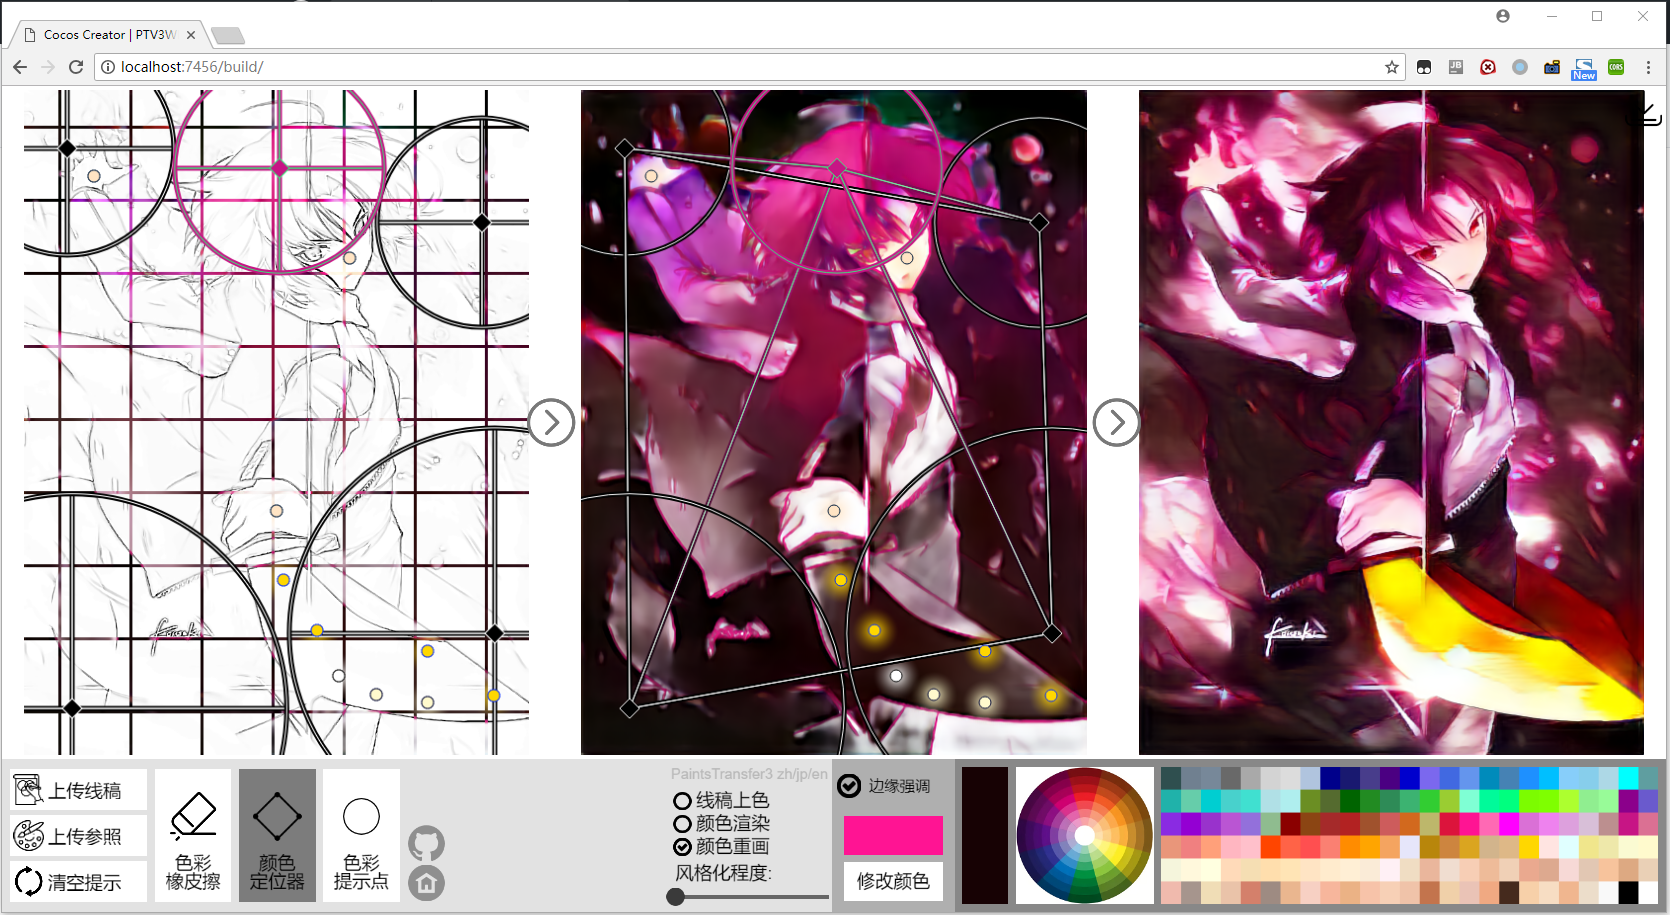 Cocos Creator | PTV3W
localhost:7456/build/
JB
New
CORS
上传线稿
上传参照
清空提示
色彩
橡皮擦
颜色
定位器
色彩
提示点
PaintsTransfer3 zh/jp/en
线稿上色
颜色渲染
颜色重画
风格化程度:
边缘强调
修改颜色